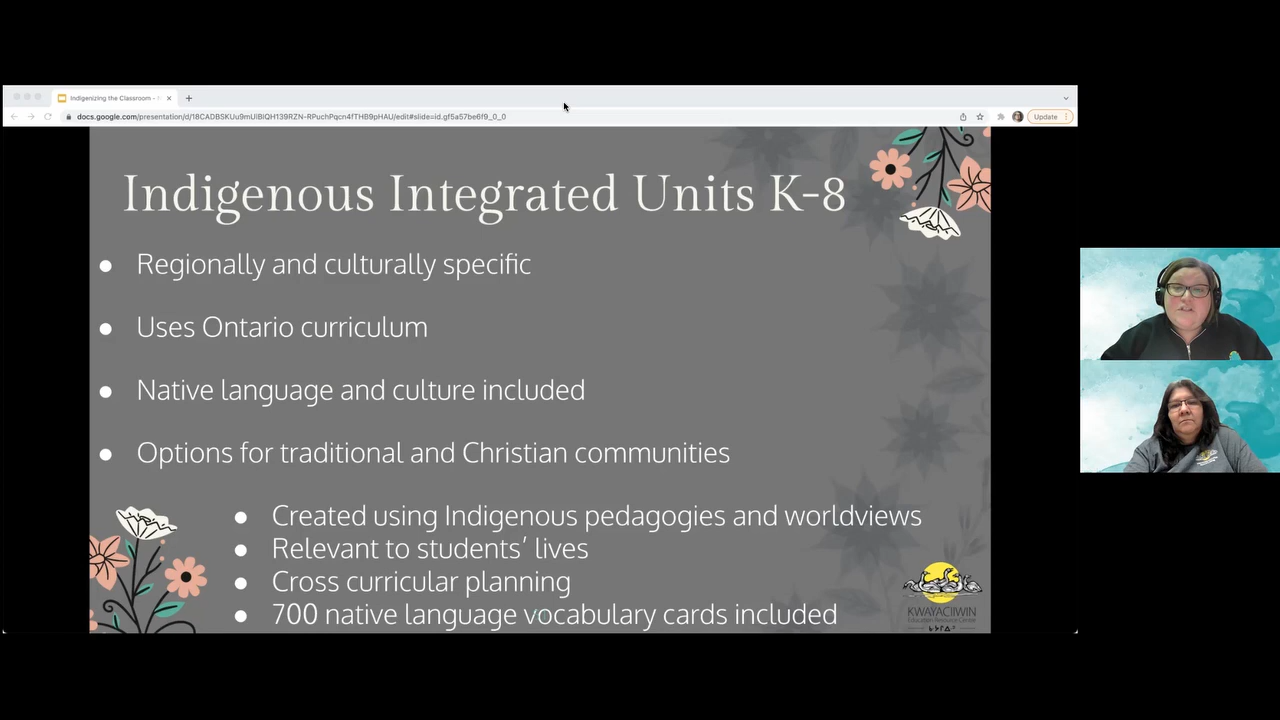 Indigenizing the Classroom -
docs.google.com/presentation/d/18CADBSKUu9mUlBlQH139RZN-RPuchPqcn4fTHB9pHAU/edit#slide=id.gf5a57be6f9_0_0
Update
Indigenous Integrated Units K-8
● Regionally and culturally specific
● Uses Ontario curriculum
● Native language and culture included
● Options for traditional and Christian communities
● Created using Indigenous pedagogies and worldviews
● Relevant to students’ lives
● Cross curricular planning
● 700 native language vocabulary cards included
KWAYACIIWIN
Education Resource Centre